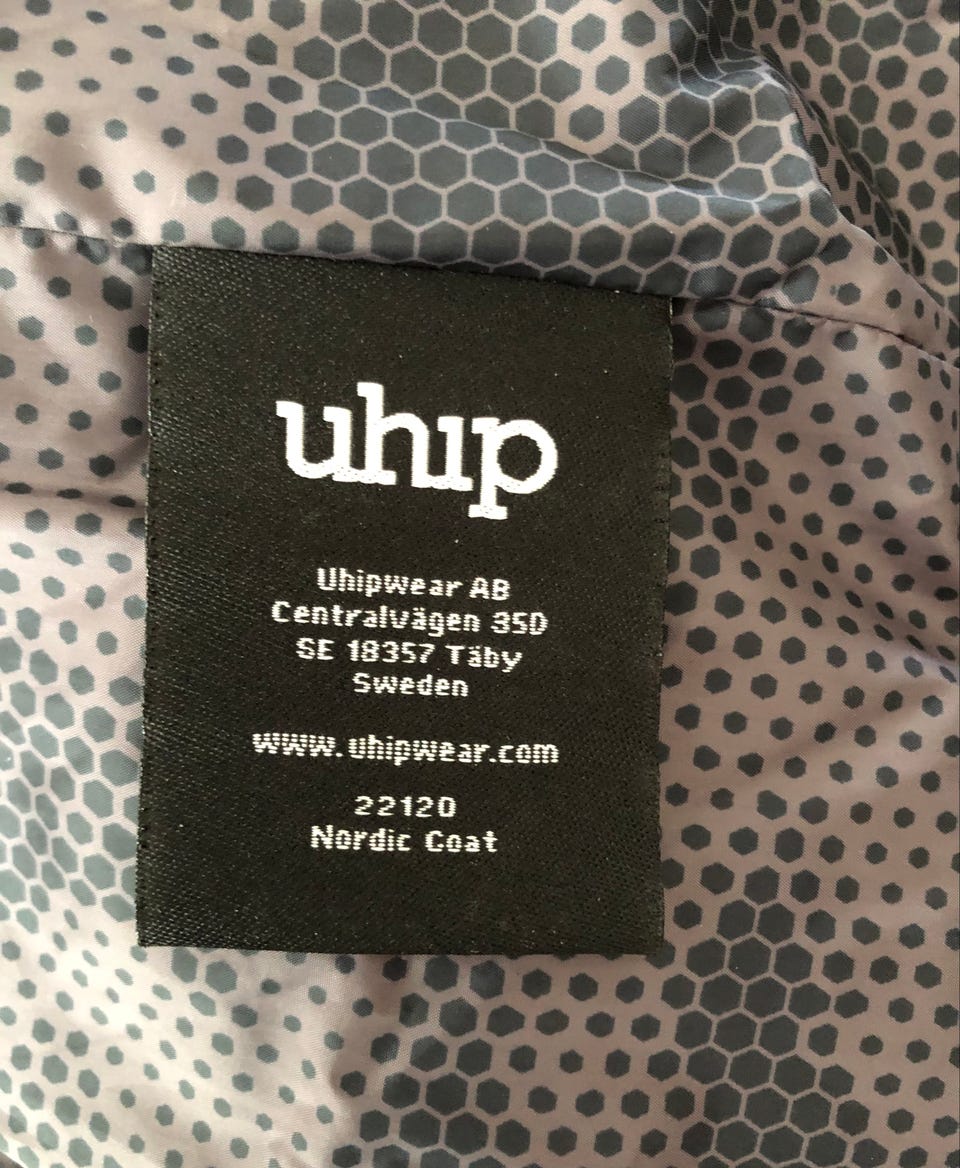 uhip
Uhipwear AB
Centralvägen 35D
SE 18357 Täby
Sweden
www.uhipwear.com
22120
Nordic Coat